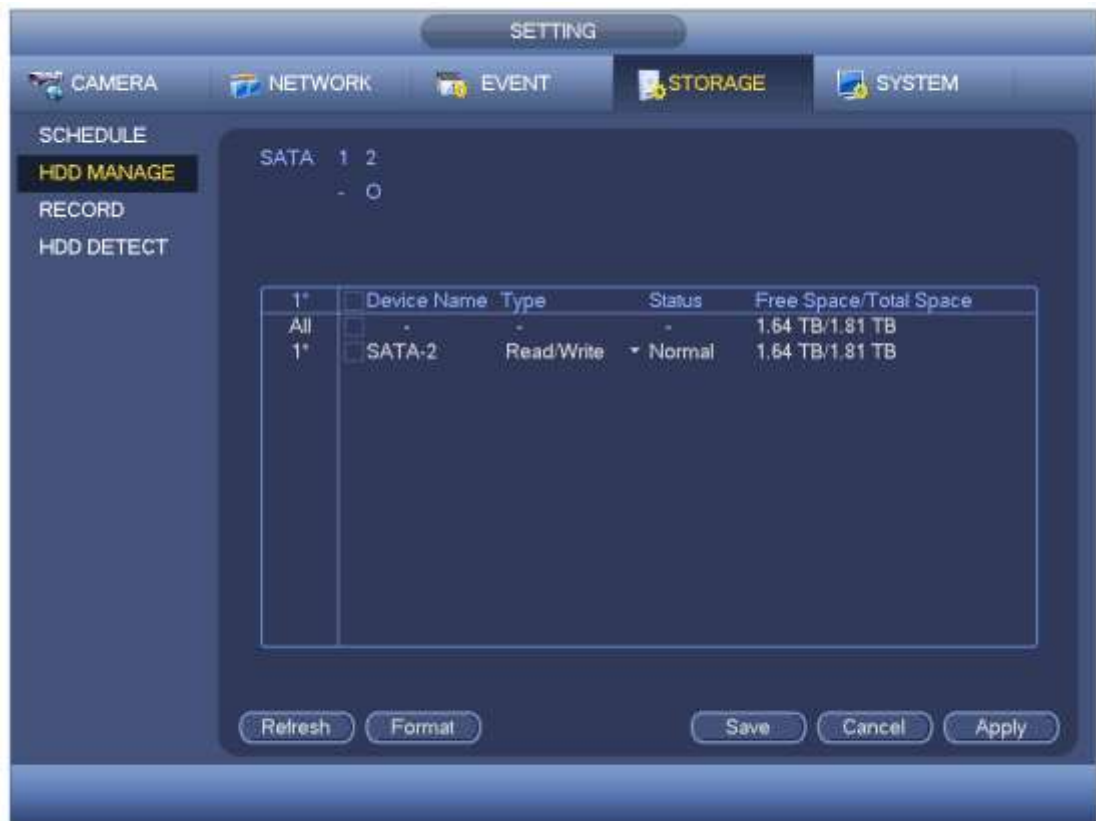 SETTING
CAMERA NETWORK EVENT STORAGE SYSTEM
SCHEDULE
HDD MANAGE
RECORD
HDD DETECT
SATA 1 2
- O
1* Device Name Type Status Free Space/Total Space
All - - - 1.64 TB/1.81 TB
1* SATA-2 Read/Write Normal 1.64 TB/1.81 TB
Refresh Format Save Cancel Apply